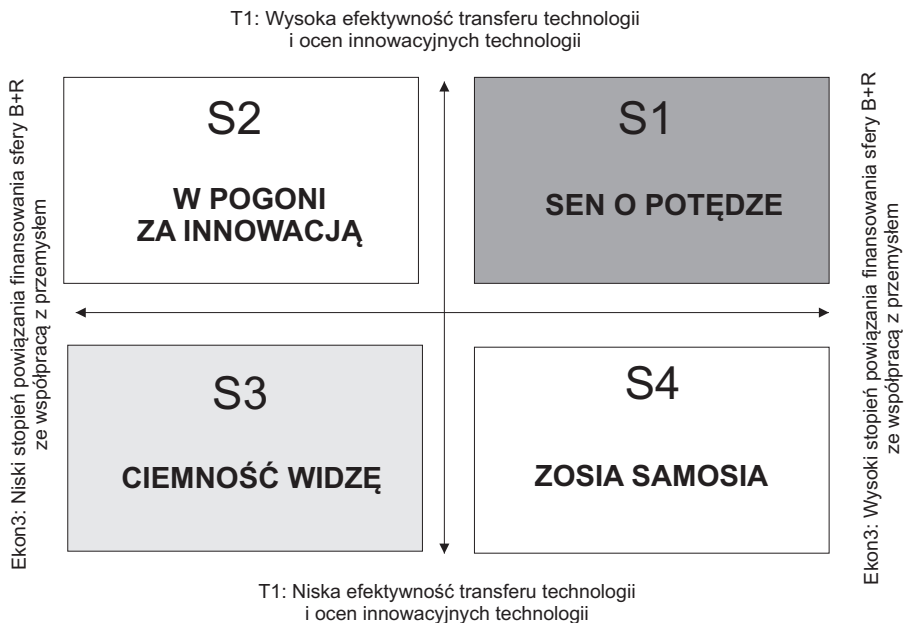 T1: Wysoka efektywność transferu technologii
i ocen innowacyjnych technologii
Ekon3: Niski stopień powiązania finansowania sfery B+R
ze współpracą z przemysłem
S2
W POGONI
ZA INNOWACJĄ
S1
SEN O POTĘDZE
Ekon3: Wysoki stopień powiązania finansowania sfery B+R
ze współpracą z przemysłem
S3
CIEMNOŚĆ WIDZĘ
S4
ZOSIA SAMOSIA
T1: Niska efektywność transferu technologii
i ocen innowacyjnych technologii